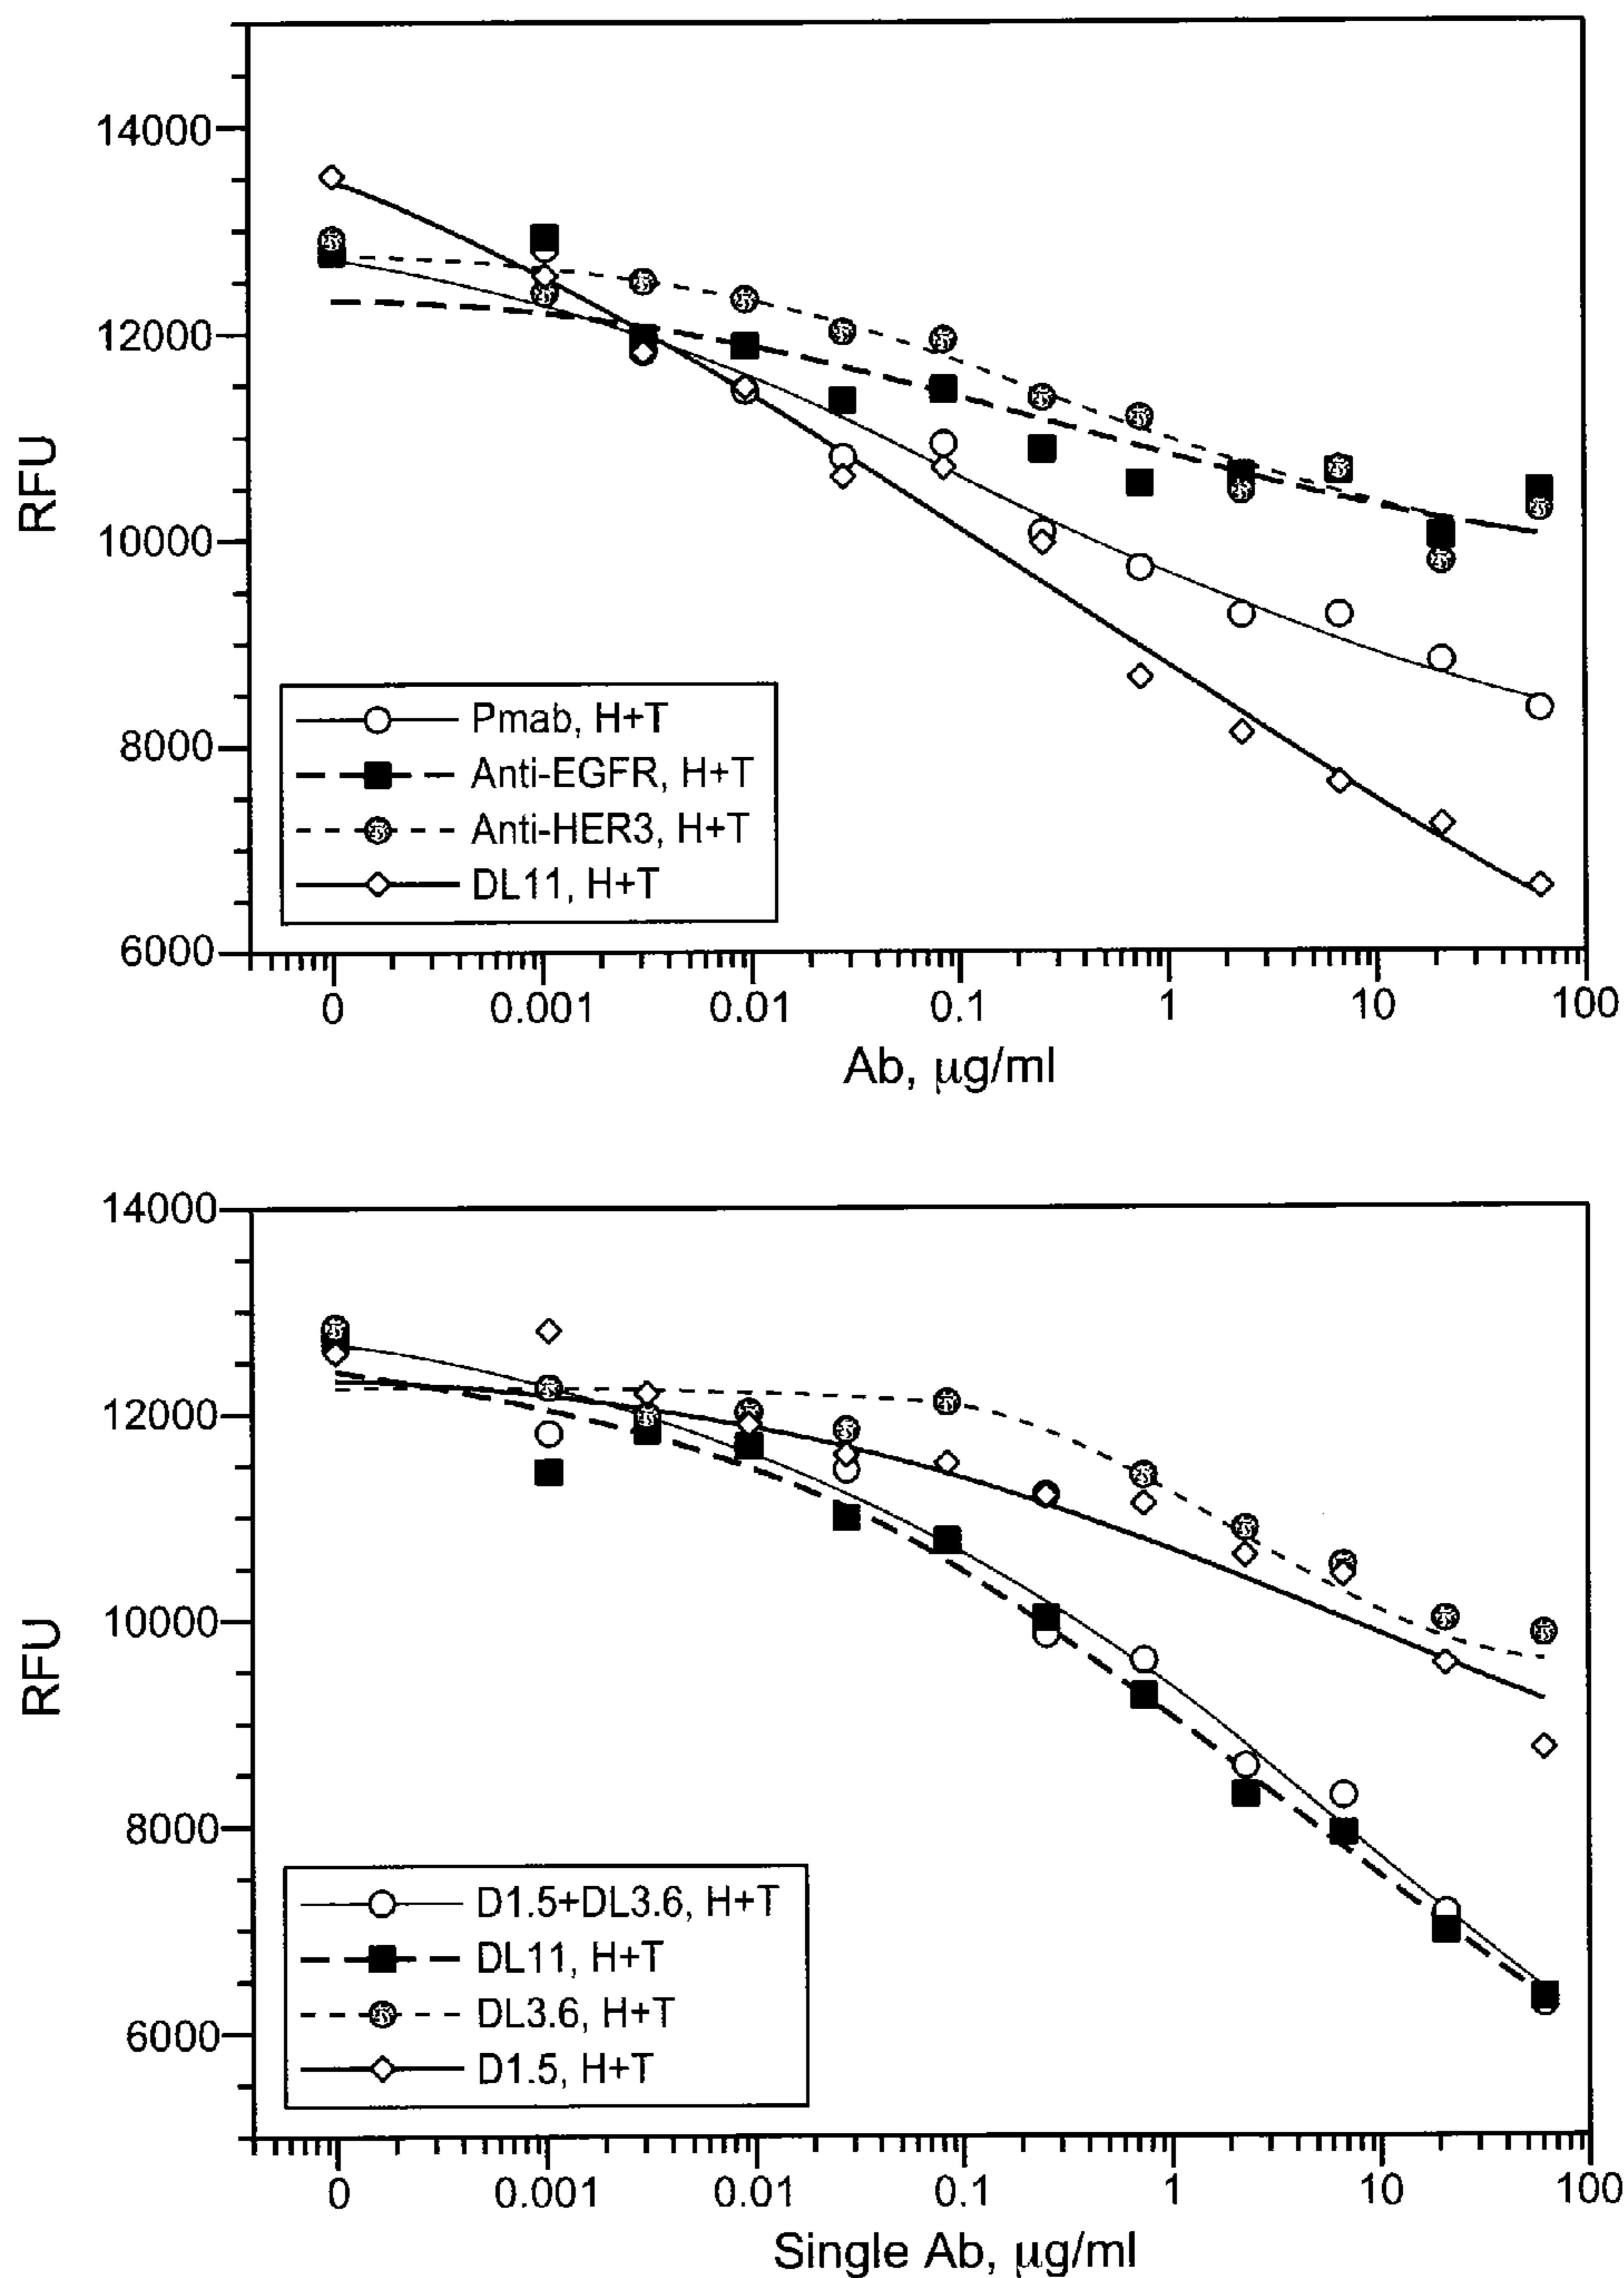 14000
12000
10000
8000
6000
RFU
Pmab, H+T
Anti-EGFR, H+T
Anti-HER3, H+T
DL11, H+T
0 0.001 0.01 0.1 1 10 100
Ab, µg/ml
14000
12000
10000
8000
6000
RFU
D1.5+DL3.6, H+T
DL11, H+T
DL3.6, H+T
D1.5, H+T
0 0.001 0.01 0.1 1 10 100
Single Ab, µg/ml